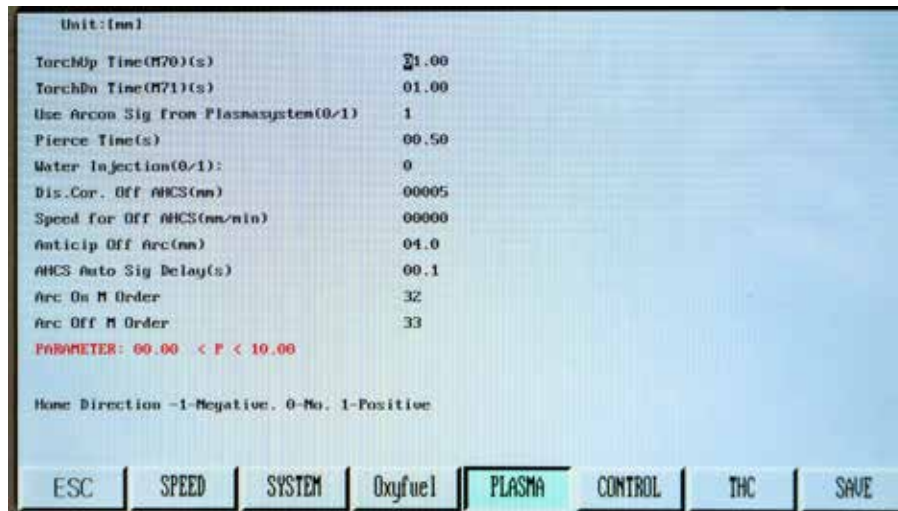 Unit:[mm]
TorchUp Time(M70)(s) 01.00
TorchDn Time(M71)(s) 01.00
Use Arcon Sig from Plasmasystem(0/1) 1
Pierce Time(s) 00.50
Water Injection(0/1): 0
Dis.Cor. Off AHCS(mm) 00005
Speed for Off AHCS(mm/min) 00000
Anticip Off Arc(mm) 04.0
AHCS Auto Sig Delay(s) 00.1
Arc On M Order 32
Arc Off M Order 33
PARAMETER: 00.00 < P < 10.00
Home Direction -1-Negative. 0-No. 1-Positive
ESC SPEED SYSTEM Oxyfuel PLASMA CONTROL THC SAVE